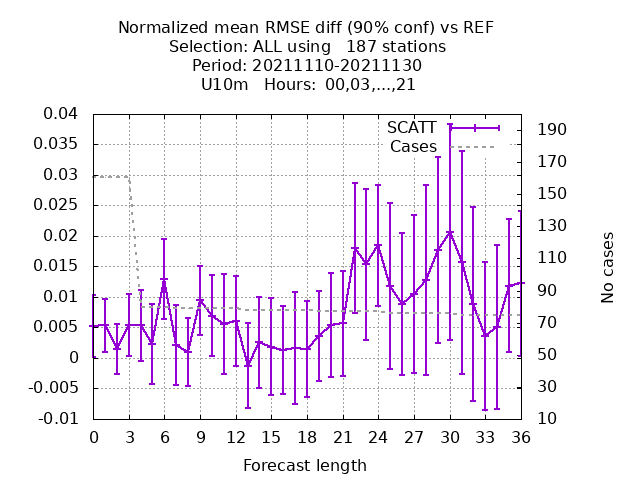 Normalized mean RMSE diff (90% conf) vs REF
Selection: ALL using   187 stations
Period: 20211110-20211130
U10m   Hours: 00,03,...,21
SCATT
Cases
0.04
0.035
0.03
0.025
0.02
0.015
0.01
0.005
0
-0.005
-0.01
190
170
150
130
110
90
70
50
30
10
No cases
0 3 6 9 12 15 18 21 24 27 30 33 36
Forecast length